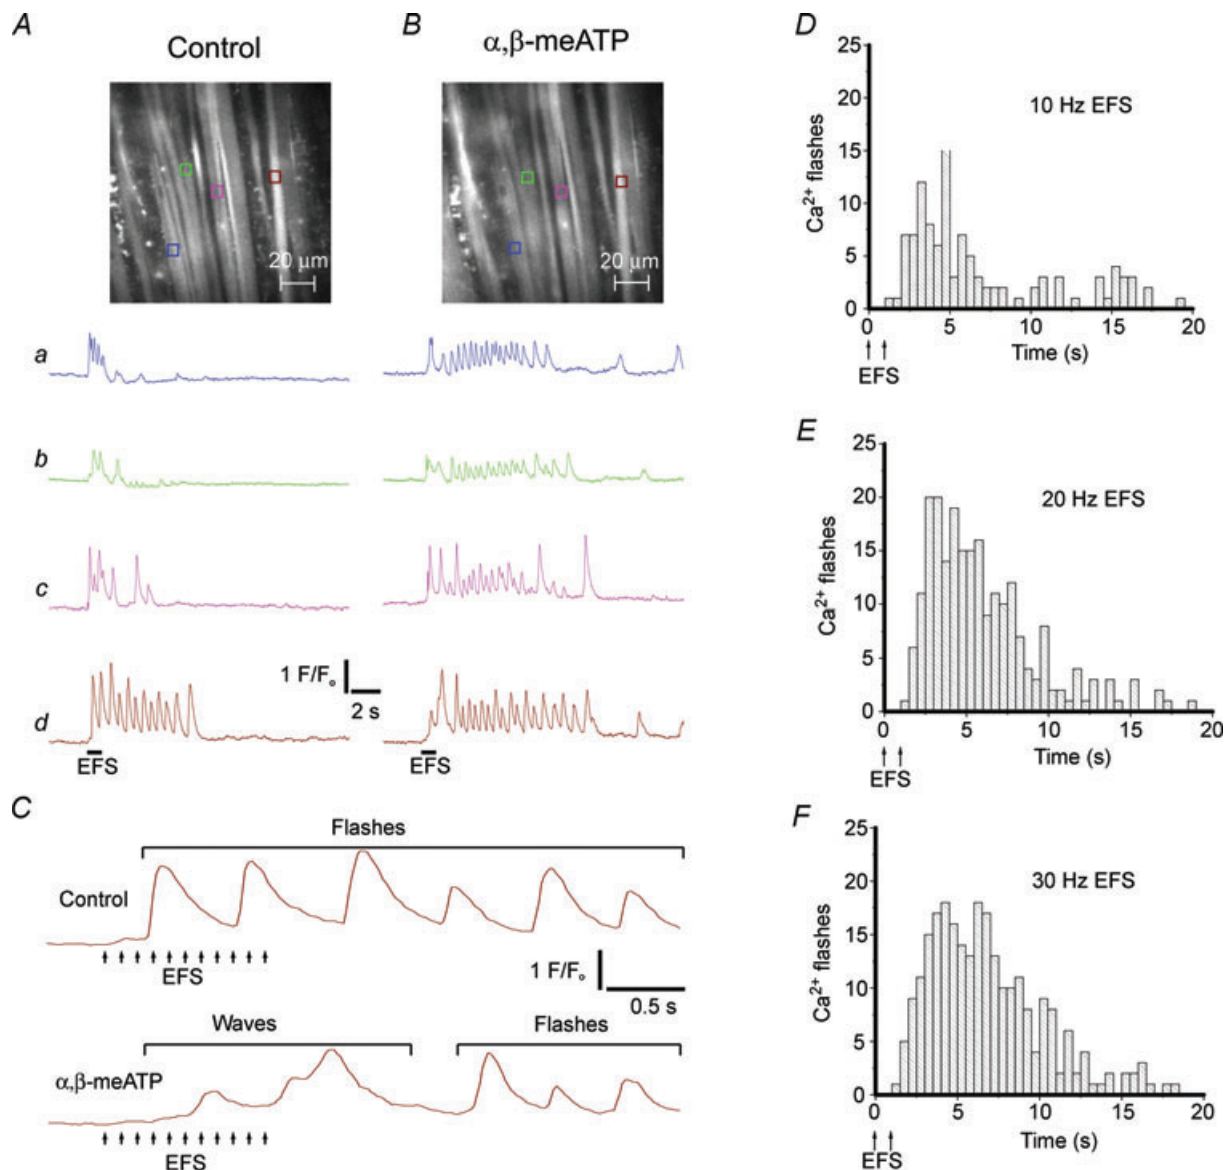 A
Control
20 μm
B
α,β-meATP
20 μm
a
b
c
d
1 F/Fₒ
2 s
EFS
EFS
C
Flashes
Control
EFS
1 F/Fₒ
0.5 s
Waves
Flashes
α,β-meATP
EFS
D
10 Hz EFS
Ca²⁺ flashes
25
20
15
10
5
0
0 5 10 15 20
Time (s)
EFS
E
20 Hz EFS
Ca²⁺ flashes
25
20
15
10
5
0
0 5 10 15 20
Time (s)
EFS
F
30 Hz EFS
Ca²⁺ flashes
25
20
15
10
5
0
0 5 10 15 20
Time (s)
EFS